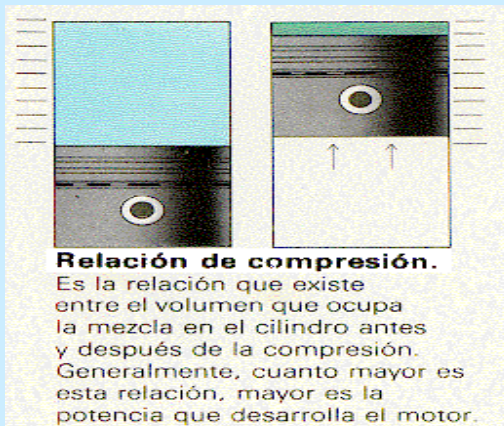 Relación de compresión.
Es la relación que existe
entre el volumen que ocupa
la mezcla en el cilindro antes
y después de la compresión.
Generalmente, cuanto mayor es
esta relación, mayor es la
potencia que desarrolla el motor.